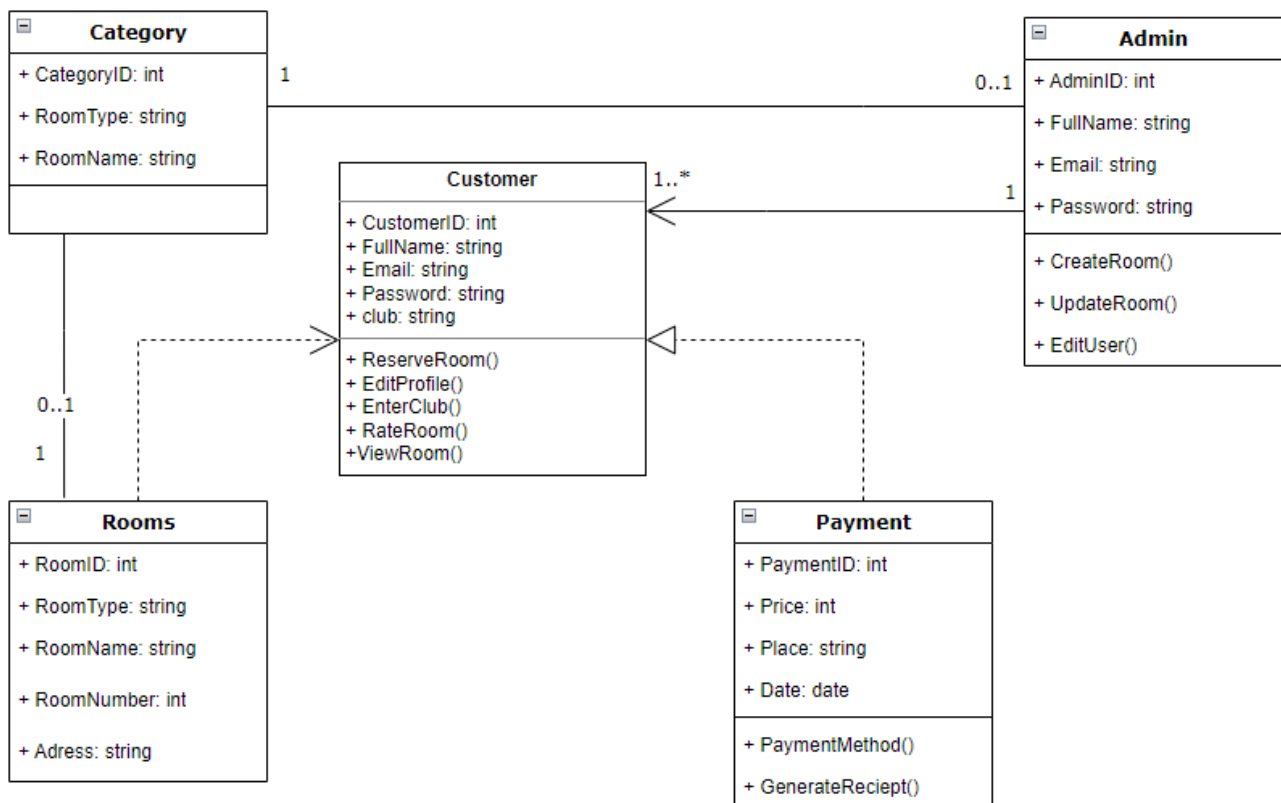 Category
+ CategoryID: int
+ RoomType: string
+ RoomName: string
1
0..1
Admin
+ AdminID: int
+ FullName: string
+ Email: string
+ Password: string
+ CreateRoom()
+ UpdateRoom()
+ EditUser()
Customer
+ CustomerID: int
+ FullName: string
+ Email: string
+ Password: string
+ club: string
+ ReserveRoom()
+ EditProfile()
+ EnterClub()
+ RateRoom()
+ViewRoom()
1..*
1
0..1
1
Rooms
+ RoomID: int
+ RoomType: string
+ RoomName: string
+ RoomNumber: int
+ Adress: string
Payment
+ PaymentID: int
+ Price: int
+ Place: string
+ Date: date
+ PaymentMethod()
+ GenerateReciept()